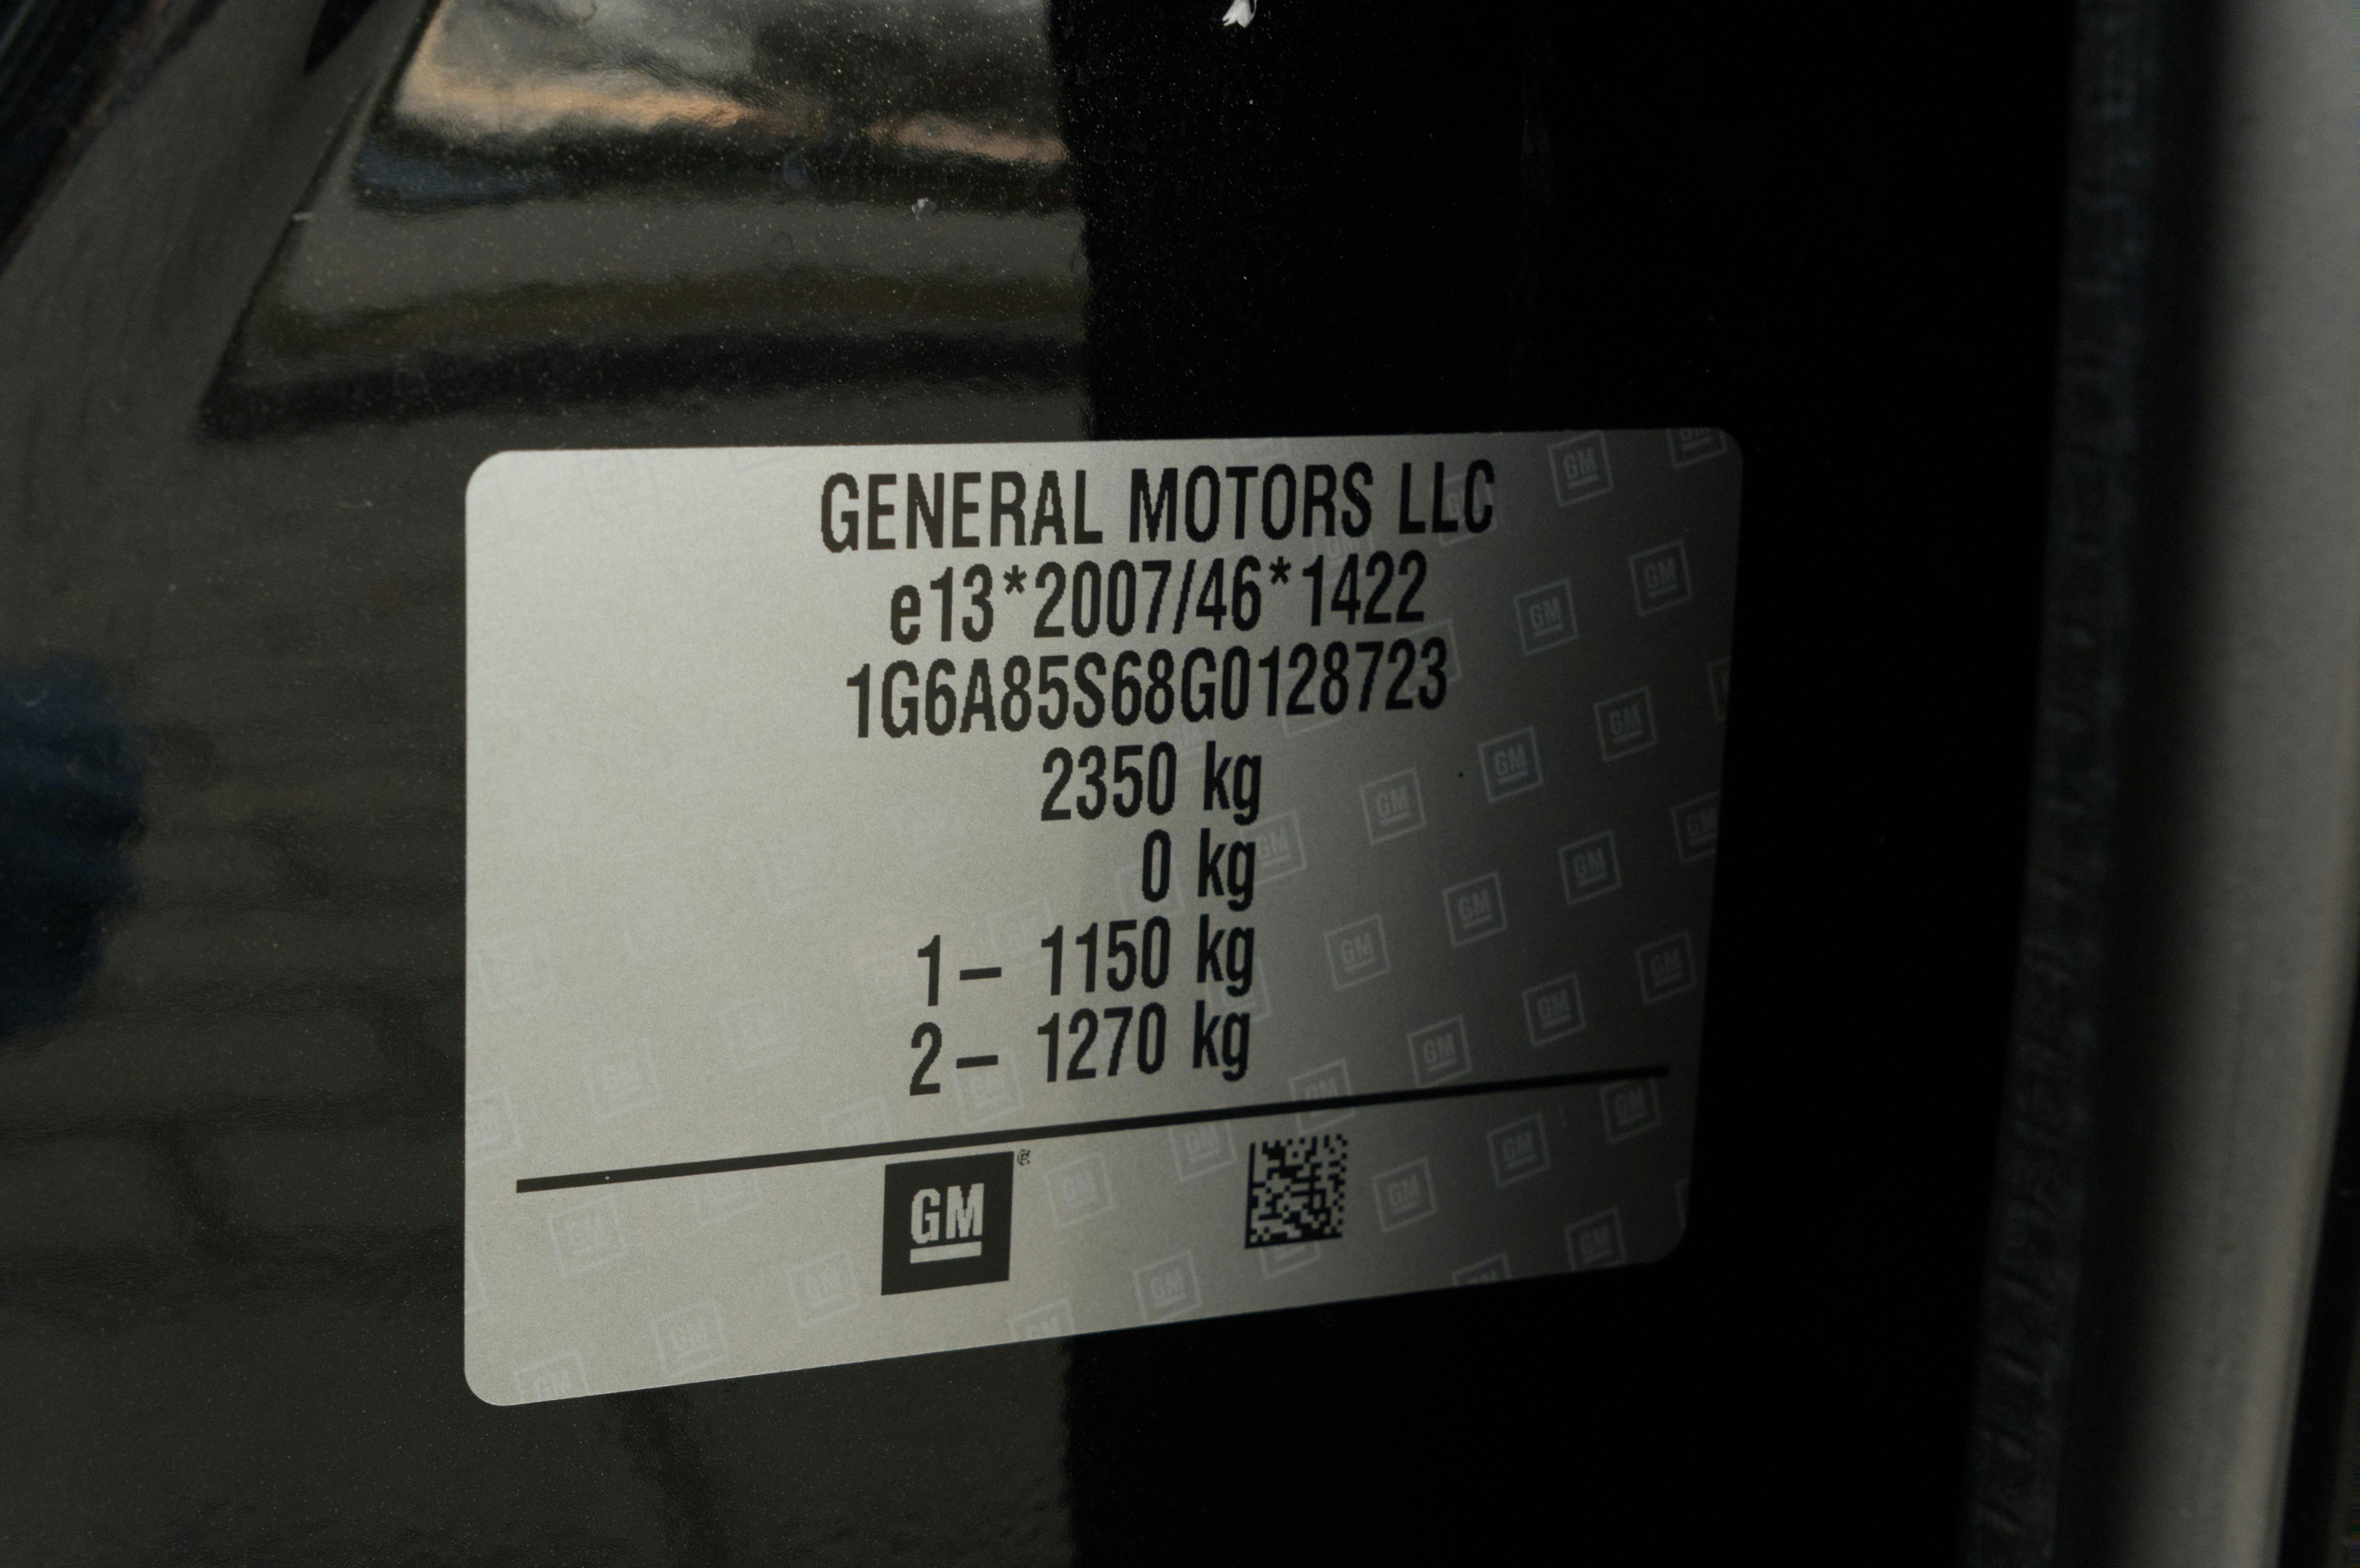 GENERAL MOTORS LLC
e13*2007/46*1422
1G6A85S68G0128723
2350 kg
0 kg
1– 1150 kg
2– 1270 kg
GM